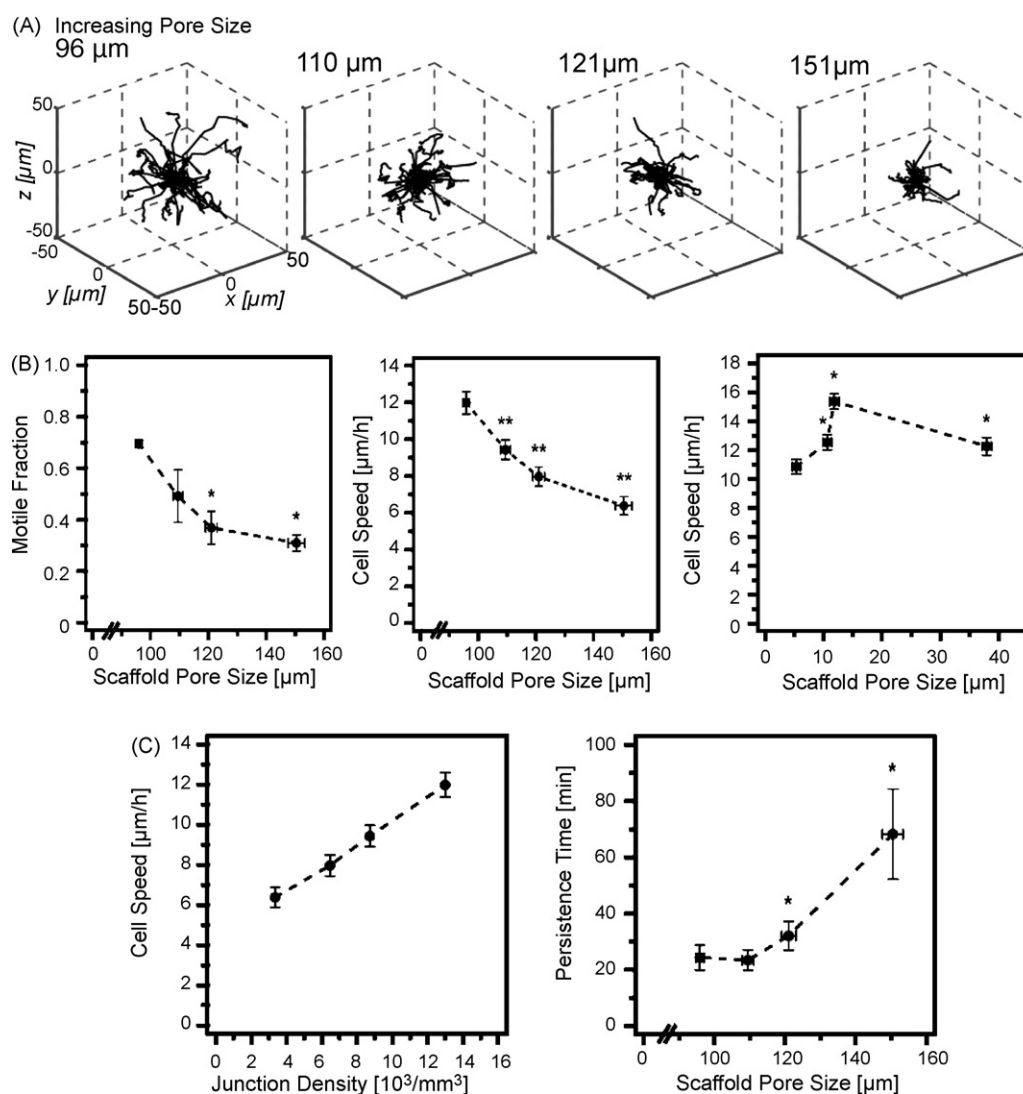 (A) Increasing Pore Size
96 µm 110 µm 121µm 151µm
50
0
-50
z [µm]
-50
0
50
y [µm]
-50
0
50
x [µm]
(B)
1.0
0.8
0.6
0.4
0.2
0
Motile Fraction
0 100 120 140 160
Scaffold Pore Size [µm]
14
12
10
8
6
4
2
0
Cell Speed [µm/h]
** ** **
0 100 120 140 160
Scaffold Pore Size [µm]
18
16
14
12
10
8
6
4
2
0
Cell Speed [µm/h]
* * *
0 10 20 30 40
Scaffold Pore Size [µm]
* *
(C)
14
12
10
8
6
4
2
0
Cell Speed [µm/h]
0 2 4 6 8 10 12 14 16
Junction Density [10³/mm³]
100
80
60
40
20
0
Persistence Time [min]
* *
0 100 120 140 160
Scaffold Pore Size [µm]